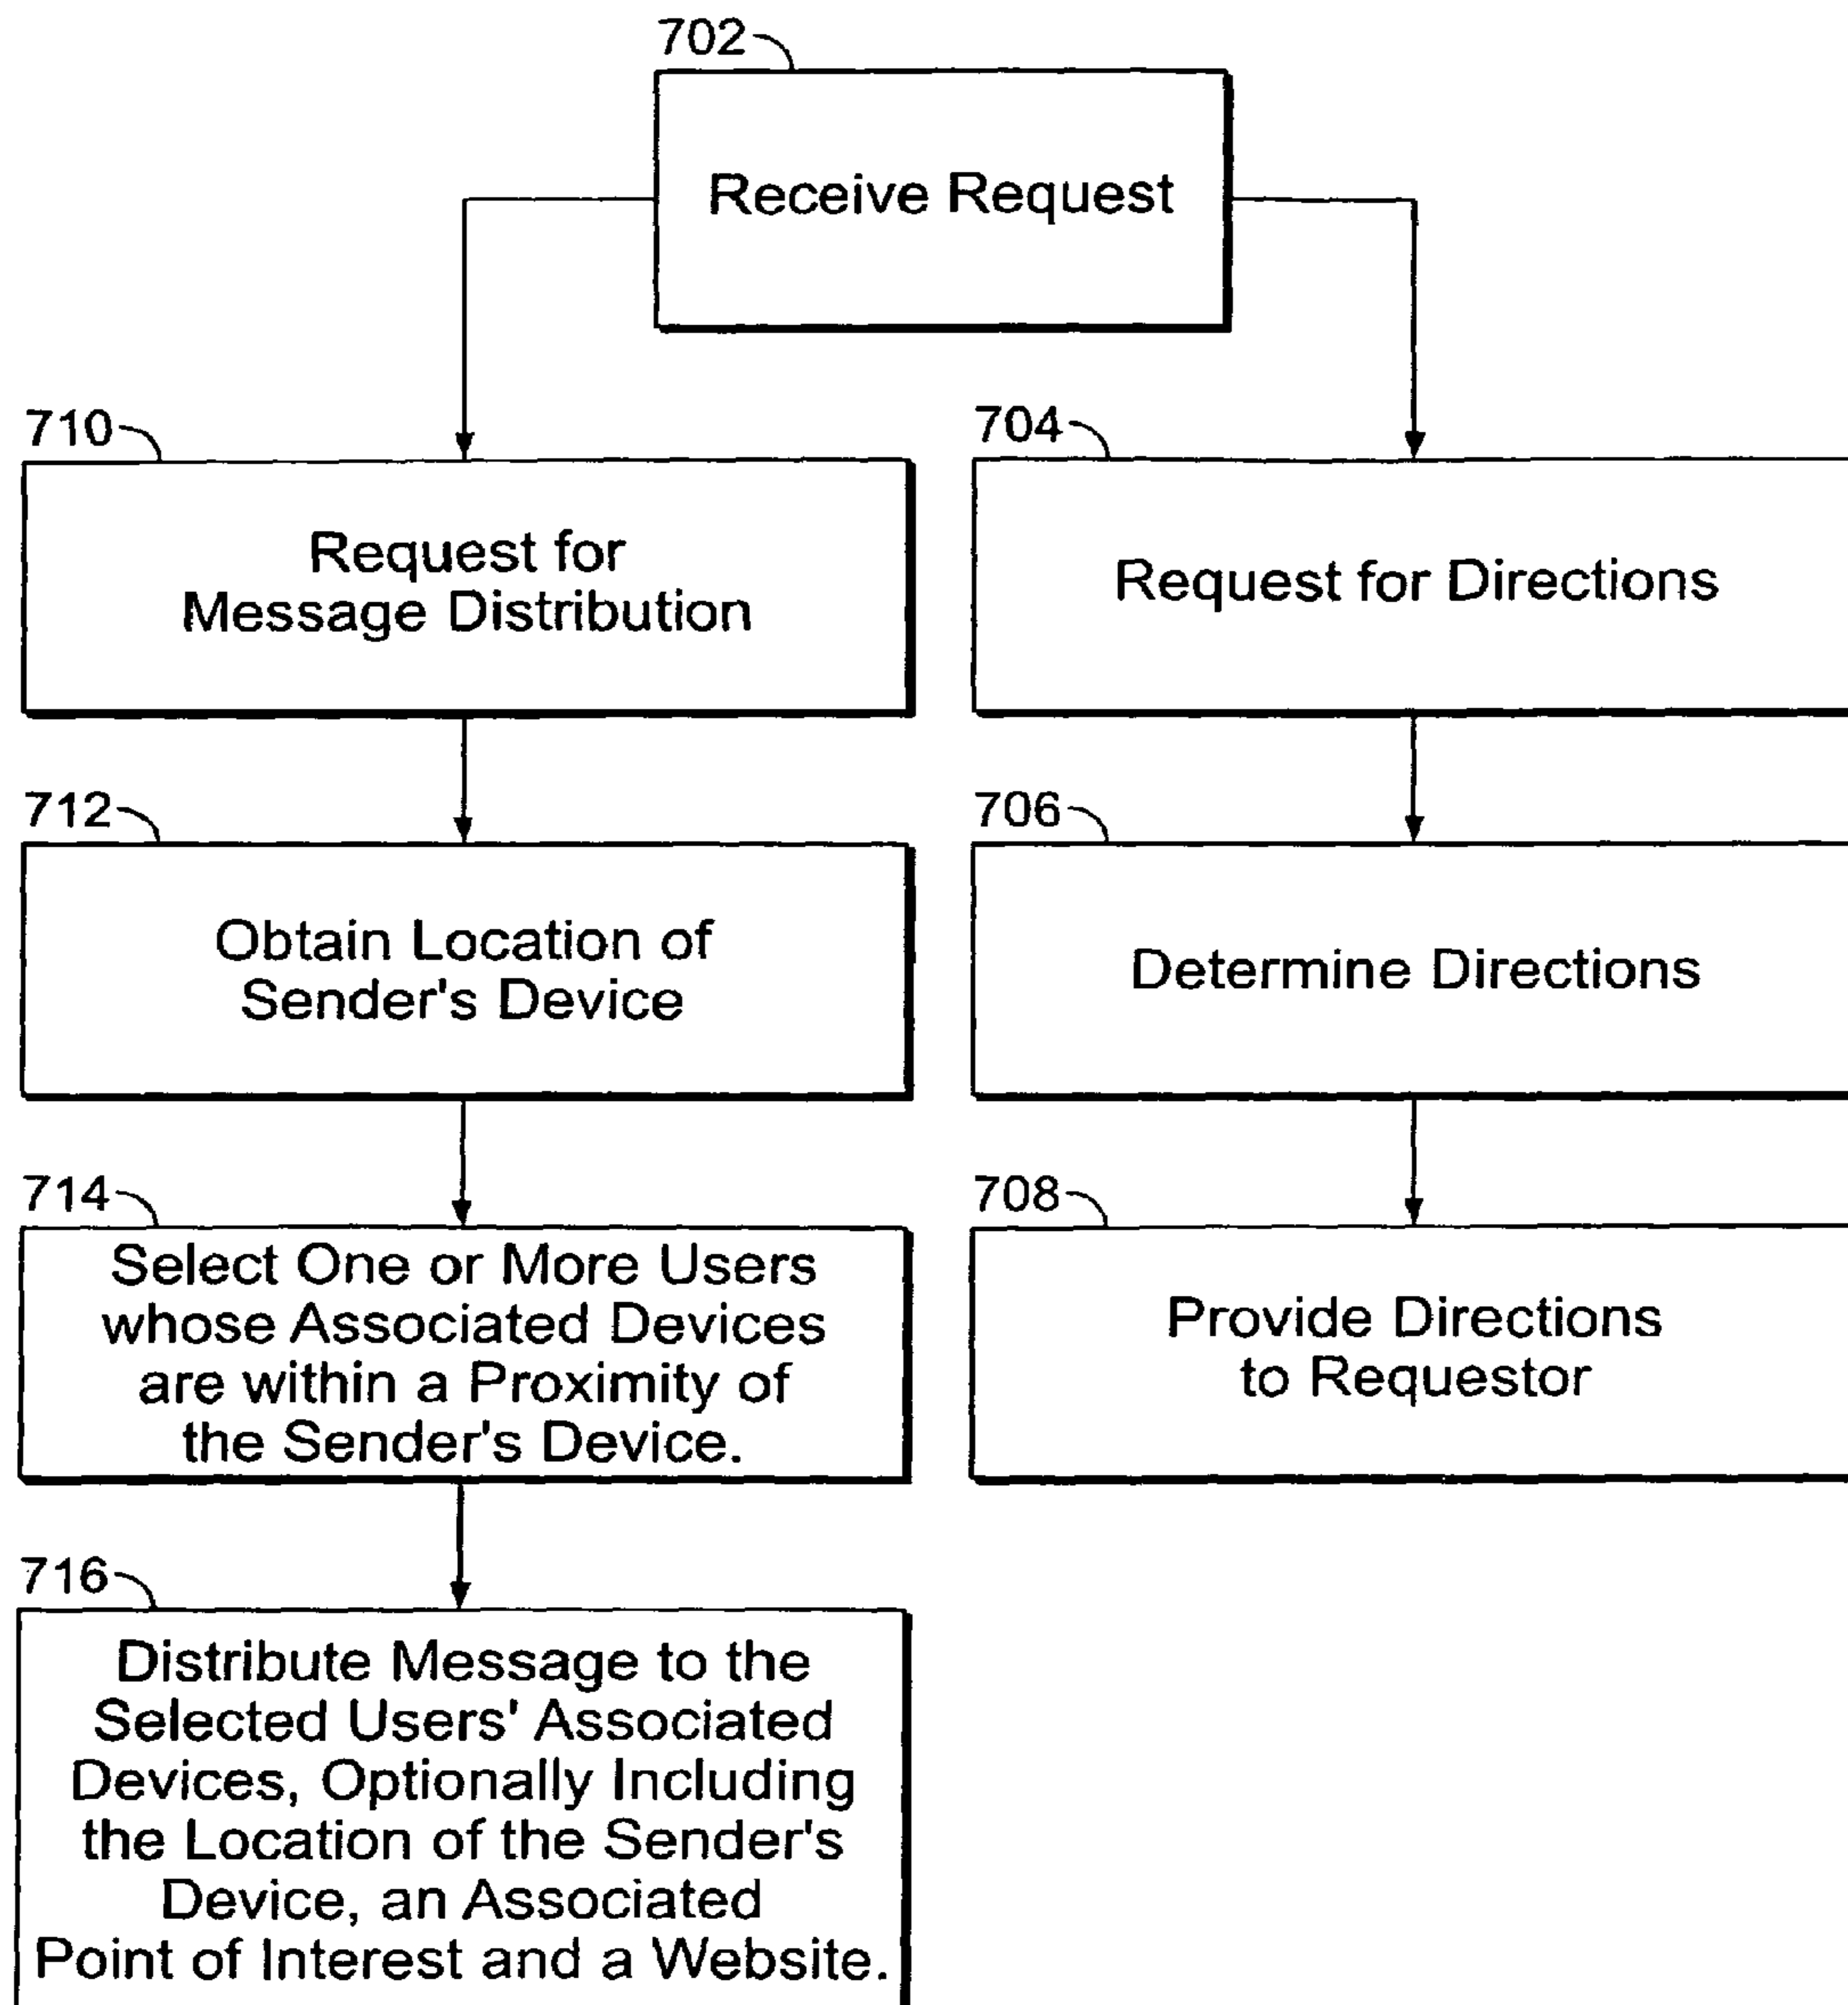 702
Receive Request
710
Request for
Message Distribution
704
Request for Directions
712
Obtain Location of
Sender's Device
706
Determine Directions
714
Select One or More Users
whose Associated Devices
are within a Proximity of
the Sender's Device.
708
Provide Directions
to Requestor
716
Distribute Message to the
Selected Users' Associated
Devices, Optionally Including
the Location of the Sender's
Device, an Associated
Point of Interest and a Website.